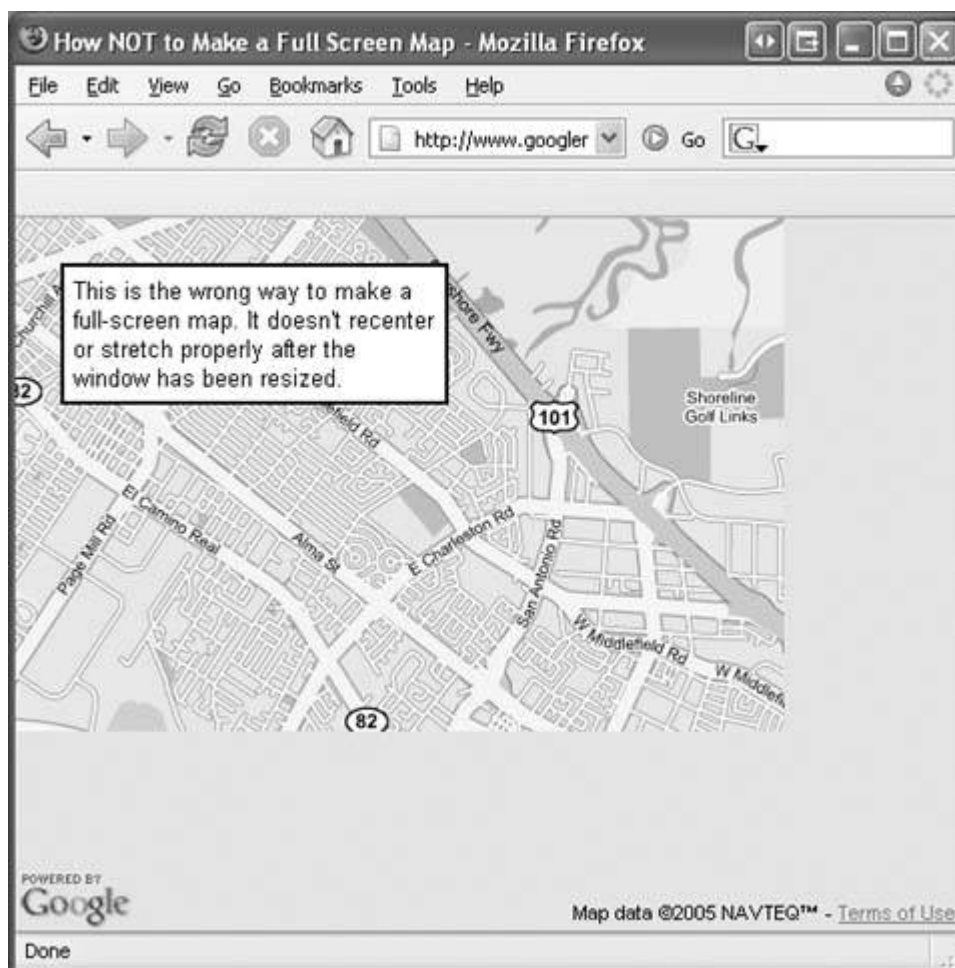 How NOT to Make a Full Screen Map - Mozilla Firefox
File Edit View Go Bookmarks Tools Help
http://www.googler Go G
This is the wrong way to make a
full-screen map. It doesn't recenter
or stretch properly after the
window has been resized.
Churchill
shore Fwy
82
Shoreline
Golf Links
101
efield Rd
El Camino Real
Page Mill Rd
Alma St
E Charleston Rd
San Antonio Rd
W Middlefield Rd
W Middlef
82
POWERED BY
Google
Map data ©2005 NAVTEQ™ - Terms of Use
Done